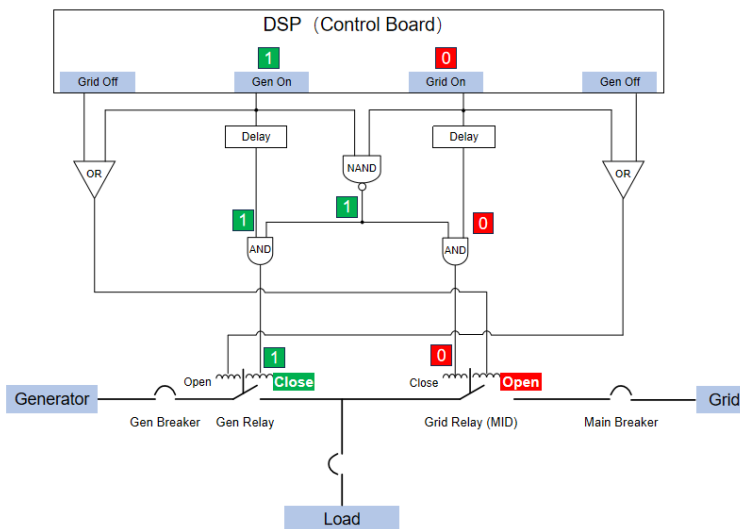 DSP（Control Board）
1
0
Grid Off
Gen On
Grid On
Gen Off
Delay
Delay
OR
NAND
OR
1
1
0
AND
AND
1
0
Open
Close
Close
Open
Generator
Grid
Gen Breaker
Gen Relay
Grid Relay (MID)
Main Breaker
Load